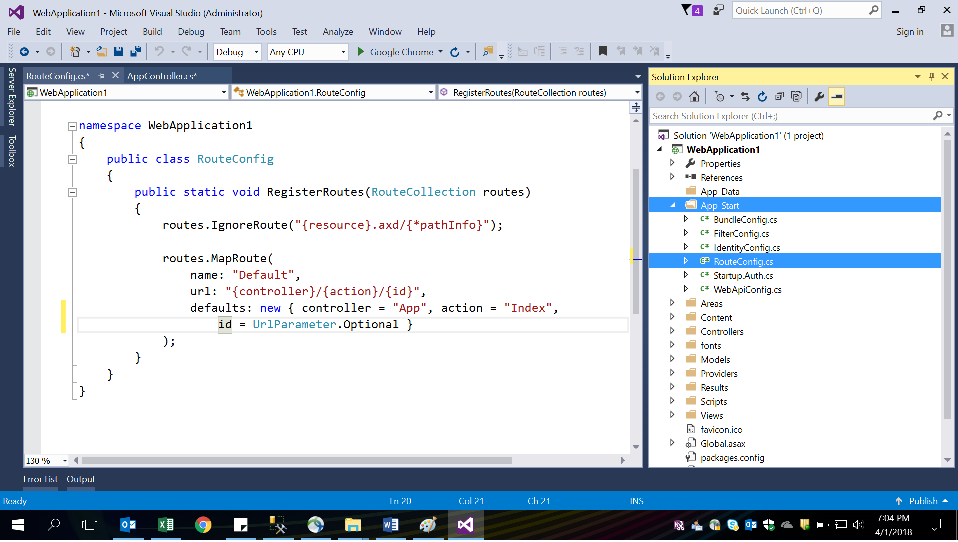 WebApplication1 - Microsoft Visual Studio (Administrator)
4
Quick Launch (Ctrl+Q)
File Edit View Project Build Debug Team Tools Test Analyze Window Help
Sign in
Debug Any CPU Google Chrome
Server Explorer
Toolbox
RouteConfig.cs* AppController.cs*
WebApplication1 WebApplication1.RouteConfig RegisterRoutes(RouteCollection routes)
namespace WebApplication1
{
public class RouteConfig
{
public static void RegisterRoutes(RouteCollection routes)
{
routes.IgnoreRoute("{resource}.axd/{*pathInfo}");
routes.MapRoute(
name: "Default",
url: "{controller}/{action}/{id}",
defaults: new { controller = "App", action = "Index",
id = UrlParameter.Optional }
);
}
}
}
130 %
Error List Output
Solution Explorer
Search Solution Explorer (Ctrl+;)
Solution 'WebApplication1' (1 project)
WebApplication1
Properties
References
App_Data
App_Start
BundleConfig.cs
FilterConfig.cs
IdentityConfig.cs
RouteConfig.cs
Startup.Auth.cs
WebApiConfig.cs
Areas
Content
Controllers
fonts
Models
Providers
Results
Scripts
Views
favicon.ico
Global.asax
packages.config
Ready Ln 20 Col 21 Ch 21 INS Publish
7:04 PM
4/1/2018